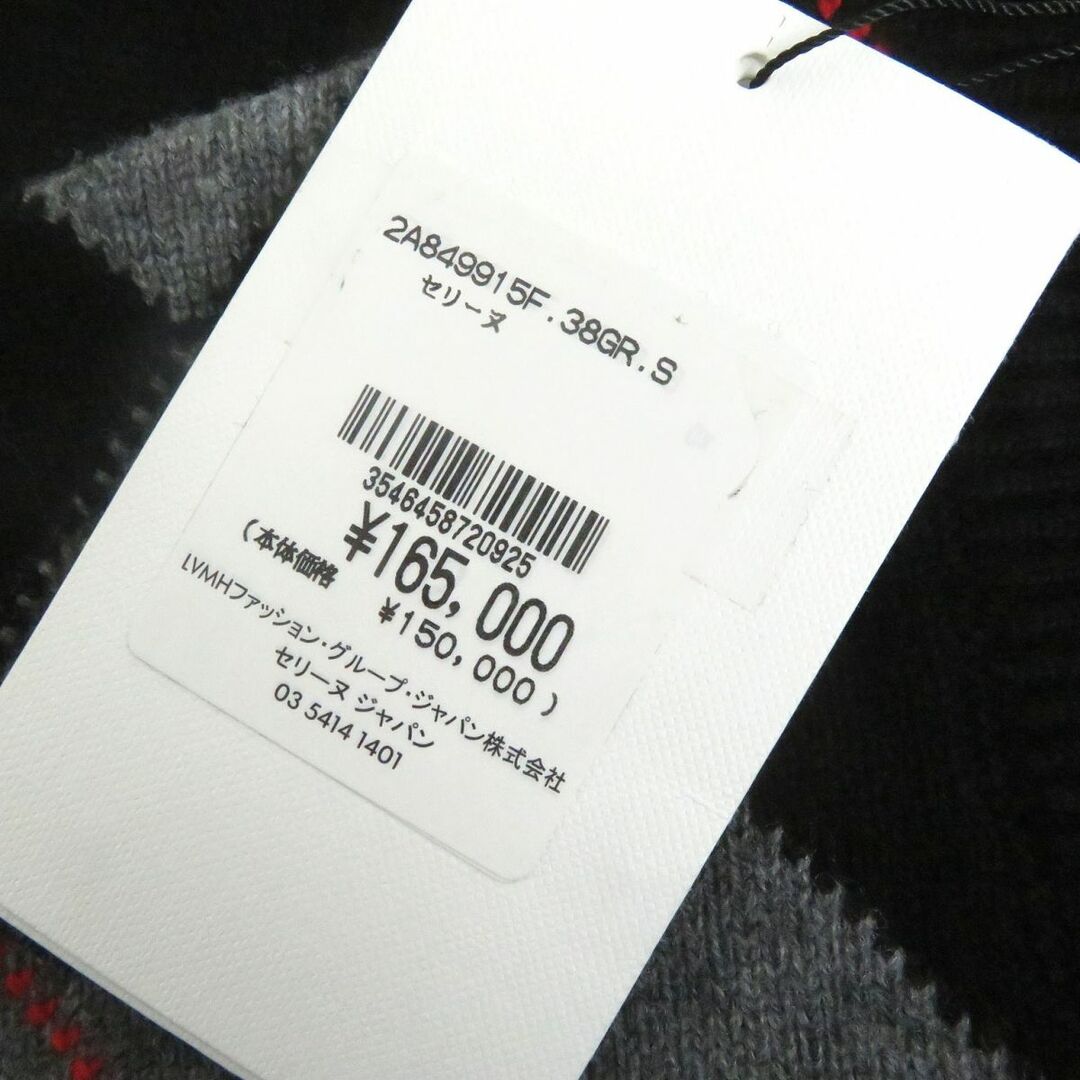 2A849915F.38GR.S
セリーヌ
3546458720925
¥165,000
(本体価格 ¥150,000)
LVMHファッション・グループ・ジャパン株式会社
セリーヌ ジャパン
03 5414 1401